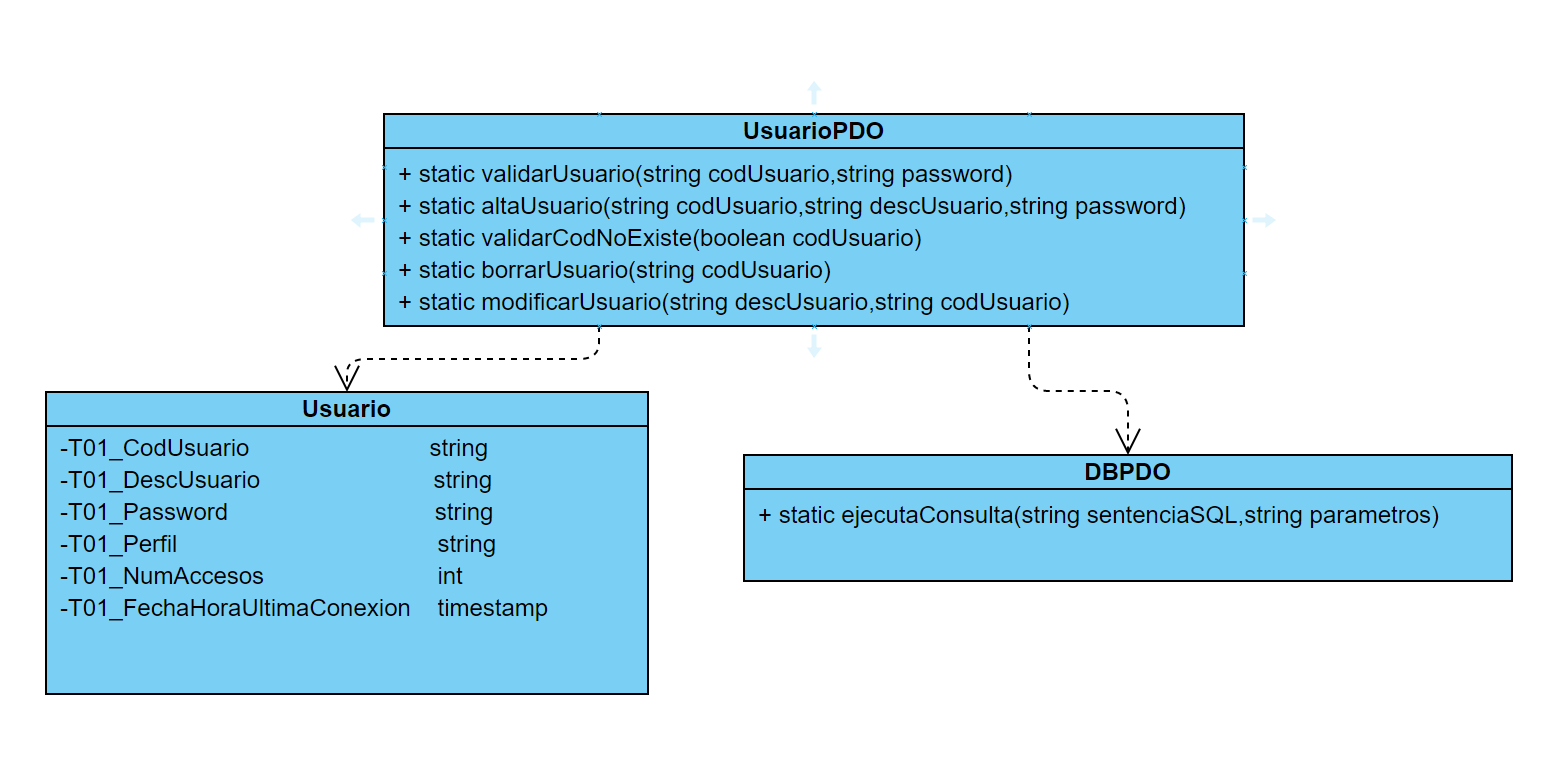 UsuarioPDO
+ static validarUsuario(string codUsuario,string password)
+ static altaUsuario(string codUsuario,string descUsuario,string password)
+ static validarCodNoExiste(boolean codUsuario)
+ static borrarUsuario(string codUsuario)
+ static modificarUsuario(string descUsuario,string codUsuario)
Usuario
-T01_CodUsuario string
-T01_DescUsuario string
-T01_Password string
-T01_Perfil string
-T01_NumAccesos int
-T01_FechaHoraUltimaConexion timestamp
DBPDO
+ static ejecutaConsulta(string sentenciaSQL,string parametros)